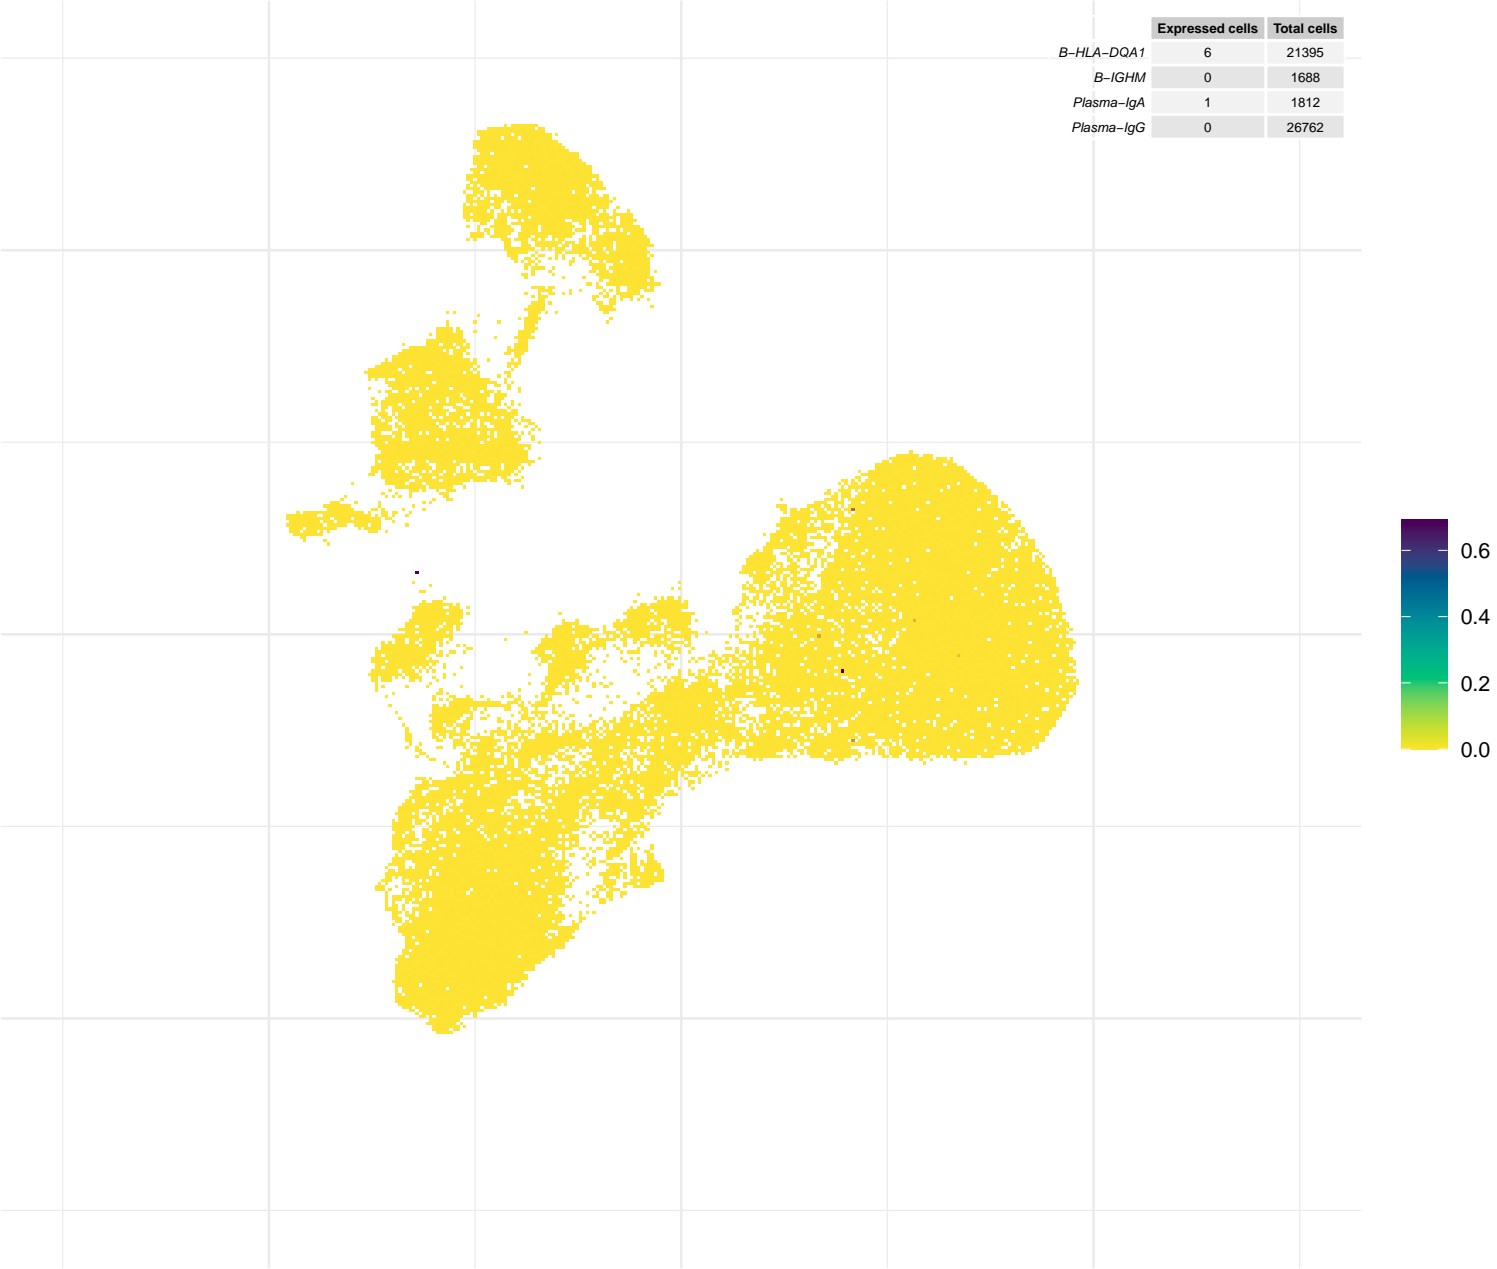 Expressed cells Total cells
B−HLA−DQA1 6 21395
B−IGHM 0 1688
Plasma−IgA 1 1812
Plasma−IgG 0 26762
0.6
0.4
0.2
0.0